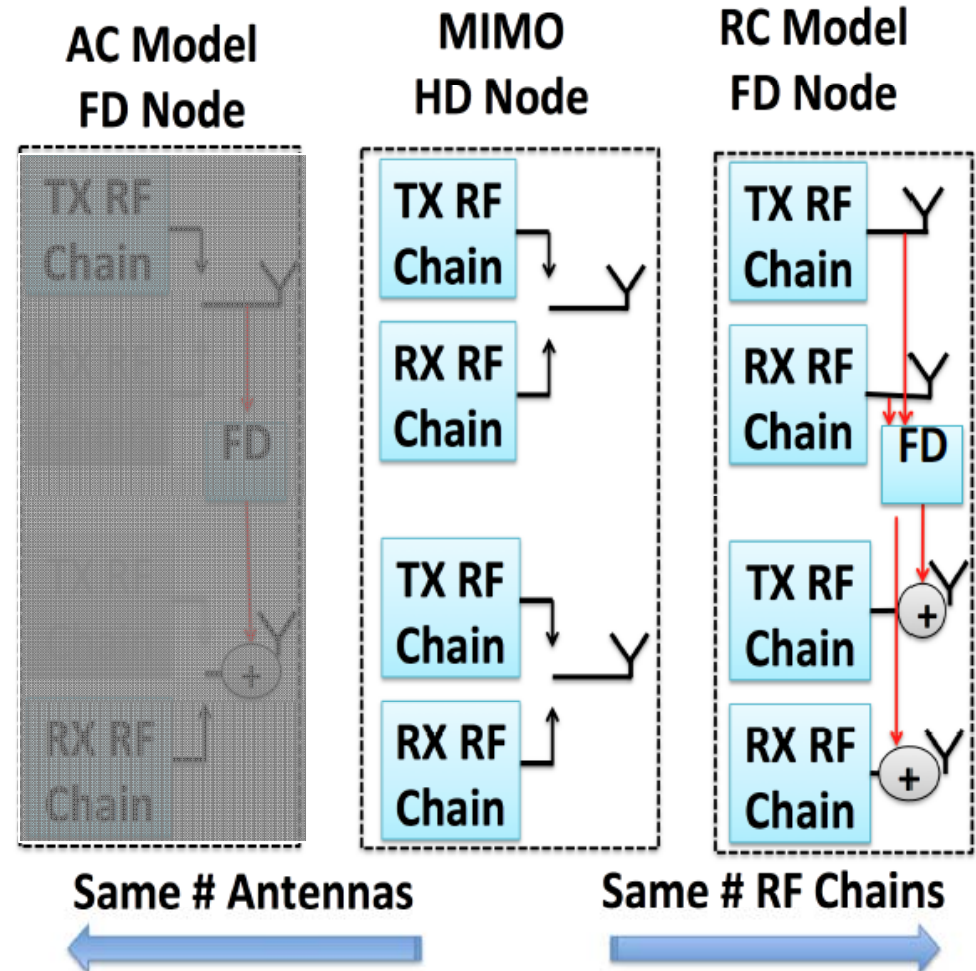 AC Model
FD Node
TX RF
Chain
FD
+
RX RF
Chain
MIMO
HD Node
TX RF
Chain
RX RF
Chain
TX RF
Chain
RX RF
Chain
RC Model
FD Node
TX RF
Chain
RX RF
Chain
FD
TX RF
Chain
+
RX RF
Chain
+
Same # Antennas
Same # RF Chains